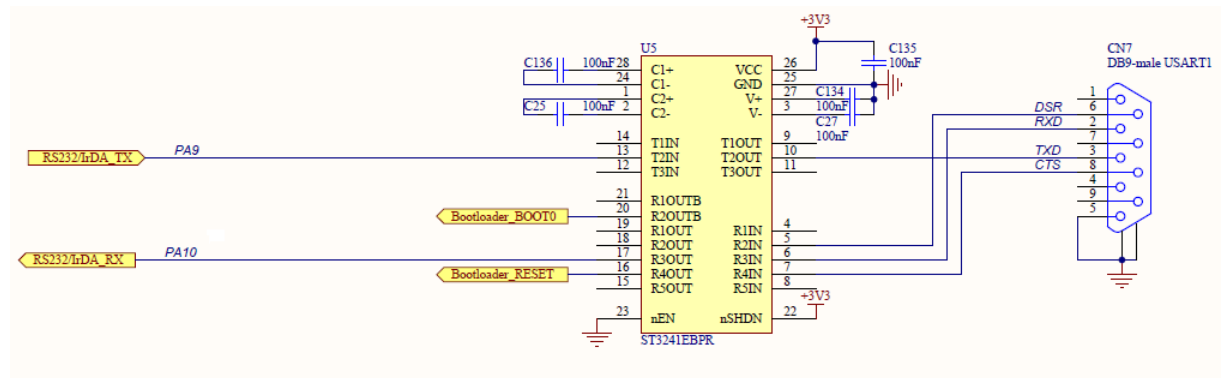 +3V3
U5
C135
100nF
CN7
DB9-male USART1
C136 100nF 28 C1+ VCC 26
24 C1- GND 25
1 C2+ V+ 27 C134
C25 100nF 2 C2- V- 3 100nF
C27
100nF
1
DSR 6
RXD 2
7
TXD 3
CTS 8
4
9
5
14 T1IN T1OUT 9
RS232/IrDA_TX PA9 13 T2IN T2OUT 10
12 T3IN T3OUT 11
21 R1OUTB
Bootloader_BOOT0 20 R2OUTB
19 R1OUT R1IN 4
18 R2OUT R2IN 5
RS232/IrDA_RX PA10 17 R3OUT R3IN 6
Bootloader_RESET 16 R4OUT R4IN 7
15 R5OUT R5IN 8
+3V3
23 nEN nSHDN 22
ST3241EBPR